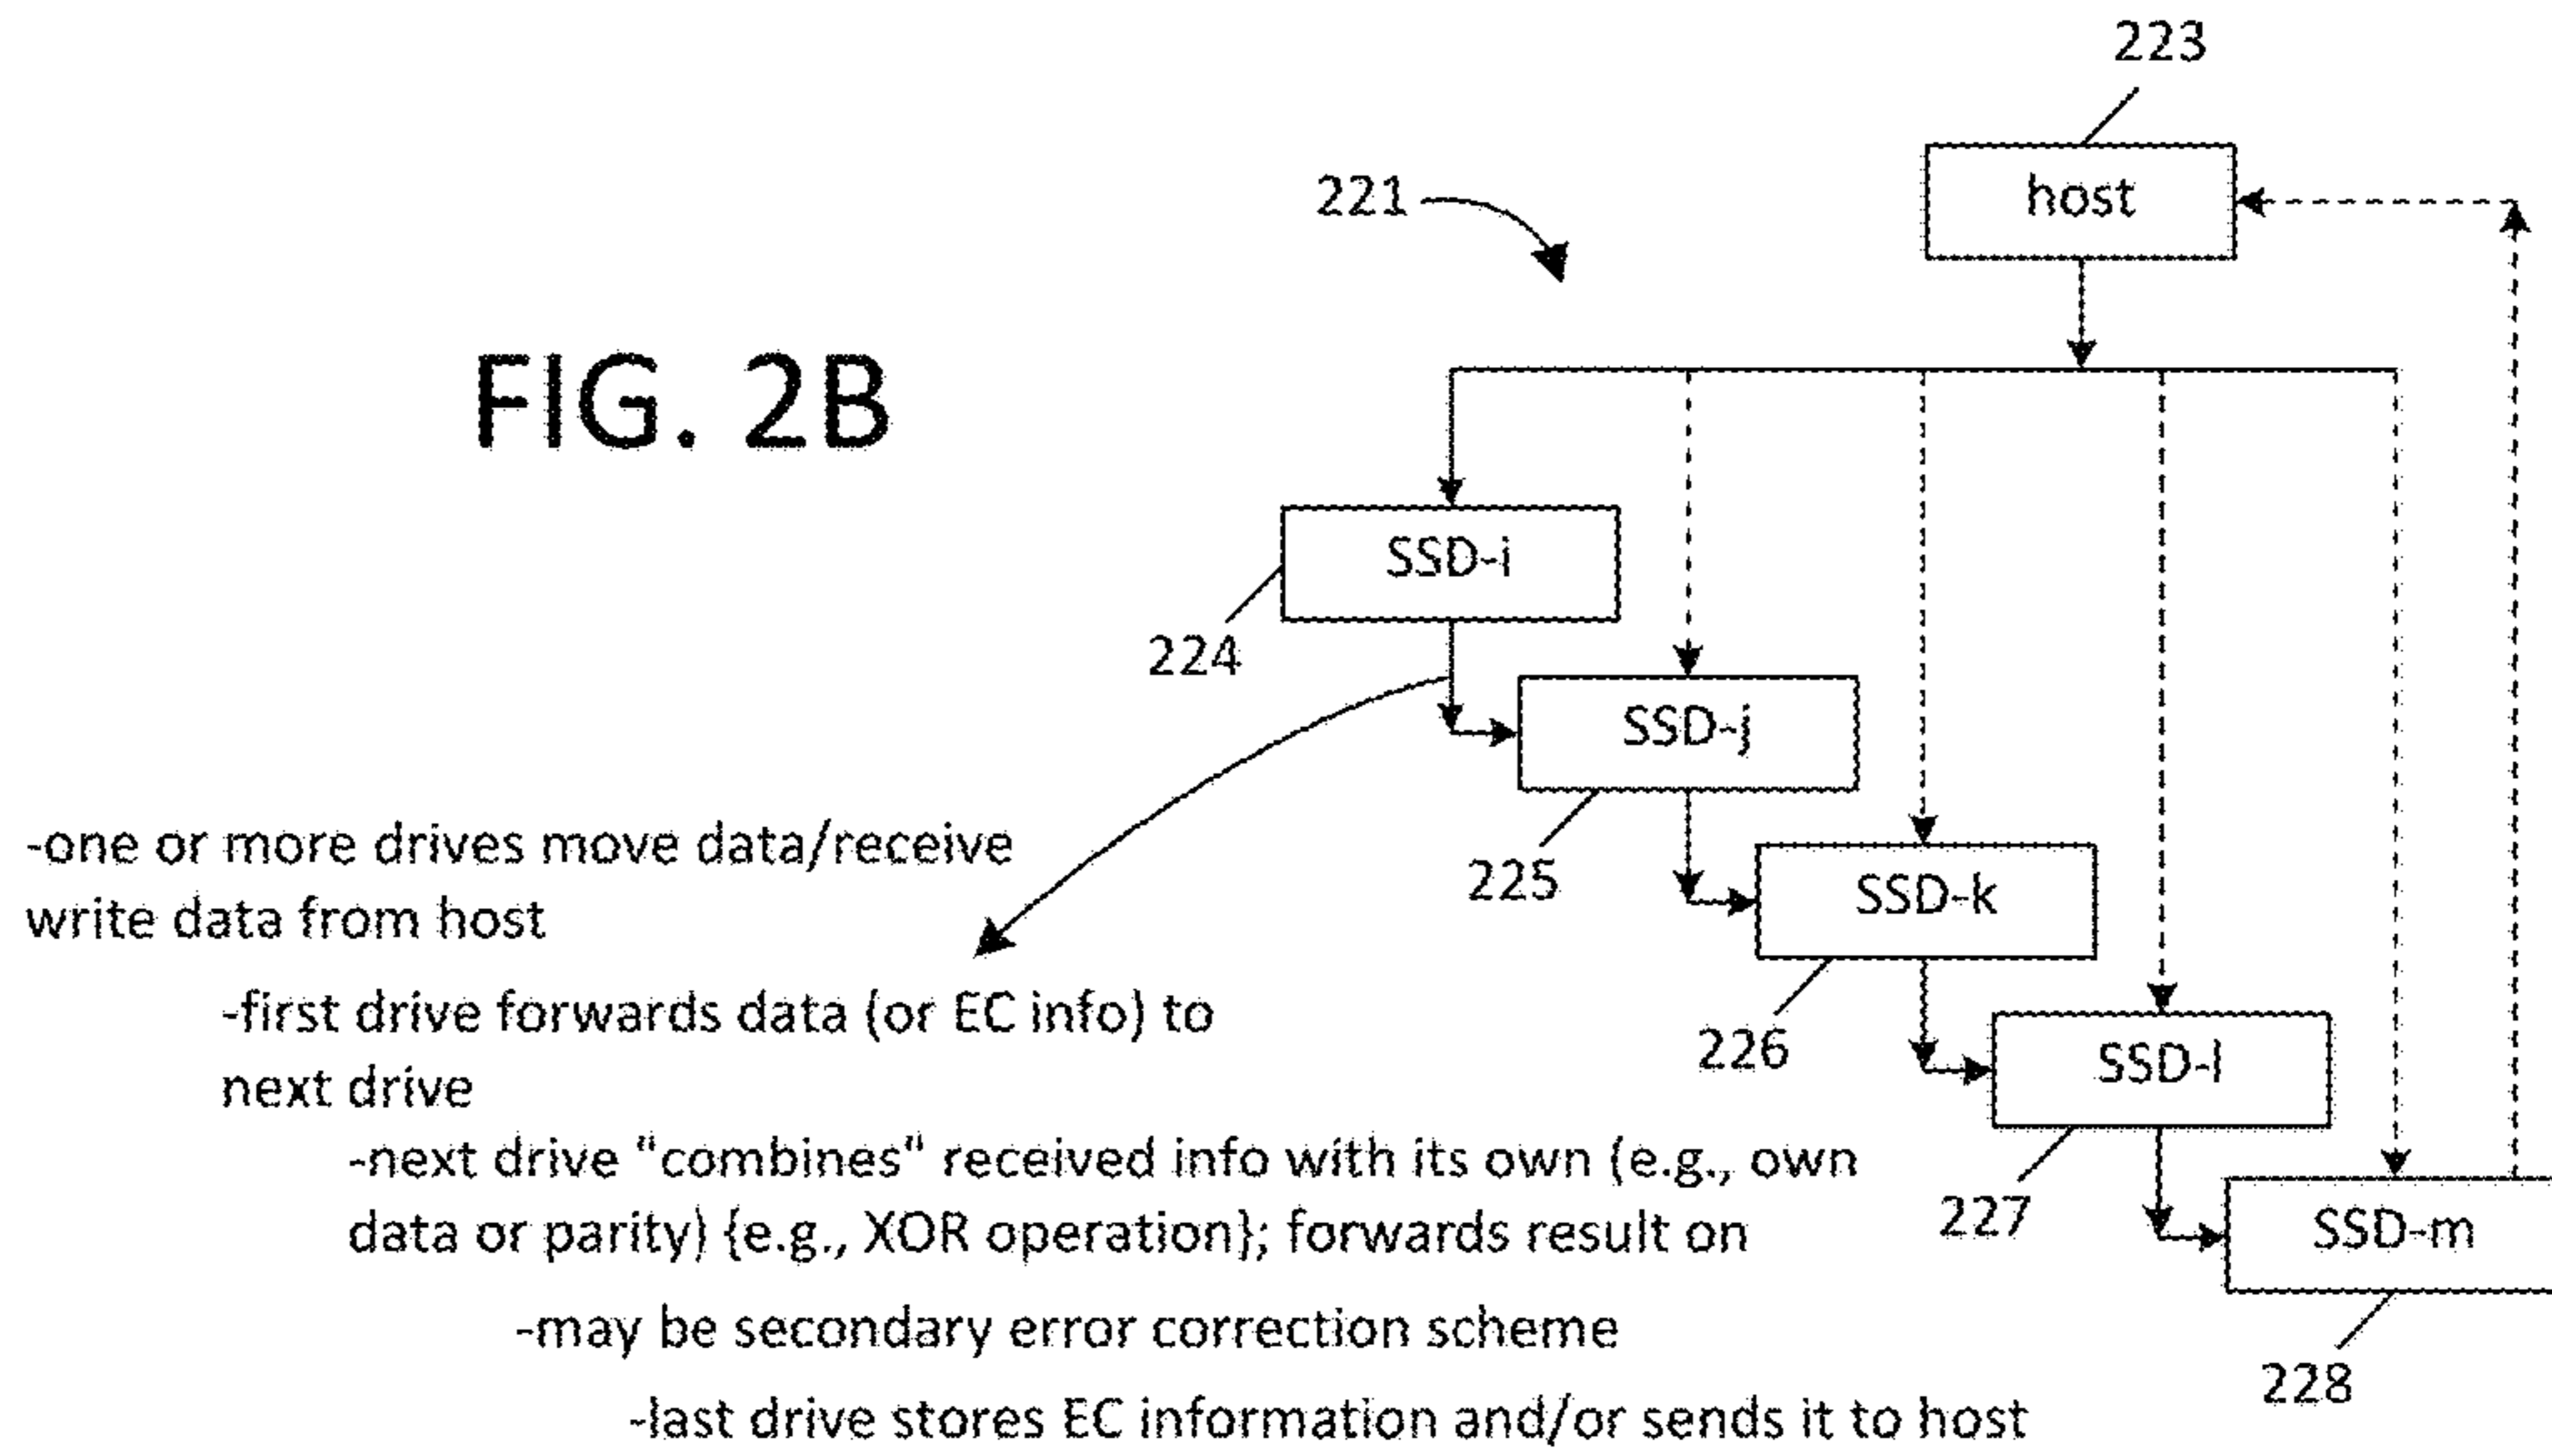 223
host
221
FIG. 2B
SSD-i
224
SSD-j
225
SSD-k
226
SSD-l
227
SSD-m
228
-one or more drives move data/receive
write data from host
-first drive forwards data (or EC info) to
next drive
-next drive "combines" received info with its own (e.g., own
data or parity) {e.g., XOR operation}; forwards result on
-may be secondary error correction scheme
-last drive stores EC information and/or sends it to host